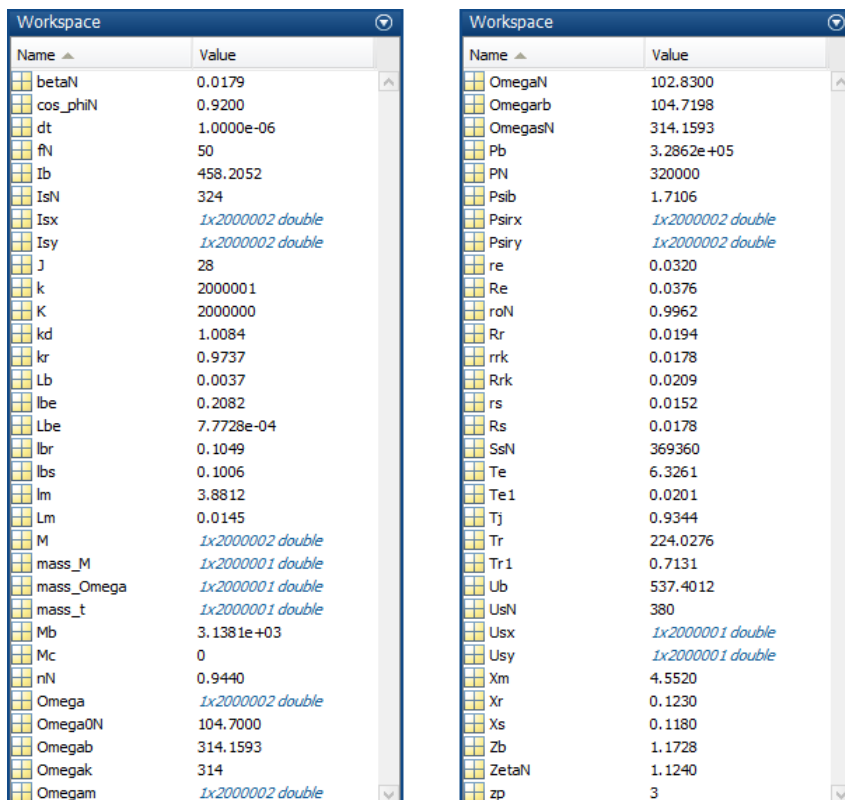 Workspace
Name Value
betaN 0.0179
cos_phiN 0.9200
dt 1.0000e-06
fN 50
Ib 458.2052
IsN 324
Isx 1x2000002 double
Isy 1x2000002 double
J 28
k 2000001
K 2000000
kd 1.0084
kr 0.9737
Lb 0.0037
lbe 0.2082
Lbe 7.7728e-04
lbr 0.1049
lbs 0.1006
lm 3.8812
Lm 0.0145
M 1x2000002 double
mass_M 1x2000001 double
mass_Omega 1x2000001 double
mass_t 1x2000001 double
Mb 3.1381e+03
Mc 0
nN 0.9440
Omega 1x2000002 double
Omega0N 104.7000
Omegab 314.1593
Omegak 314
Omegam 1x2000002 double
Workspace
Name Value
OmegaN 102.8300
Omegarb 104.7198
OmegasN 314.1593
Pb 3.2862e+05
PN 320000
Psib 1.7106
Psirx 1x2000002 double
Psiry 1x2000002 double
re 0.0320
Re 0.0376
roN 0.9962
Rr 0.0194
rrk 0.0178
Rrk 0.0209
rs 0.0152
Rs 0.0178
SsN 369360
Te 6.3261
Te1 0.0201
Tj 0.9344
Tr 224.0276
Tr1 0.7131
Ub 537.4012
UsN 380
Usx 1x2000001 double
Usy 1x2000001 double
Xm 4.5520
Xr 0.1230
Xs 0.1180
Zb 1.1728
ZetaN 1.1240
zp 3